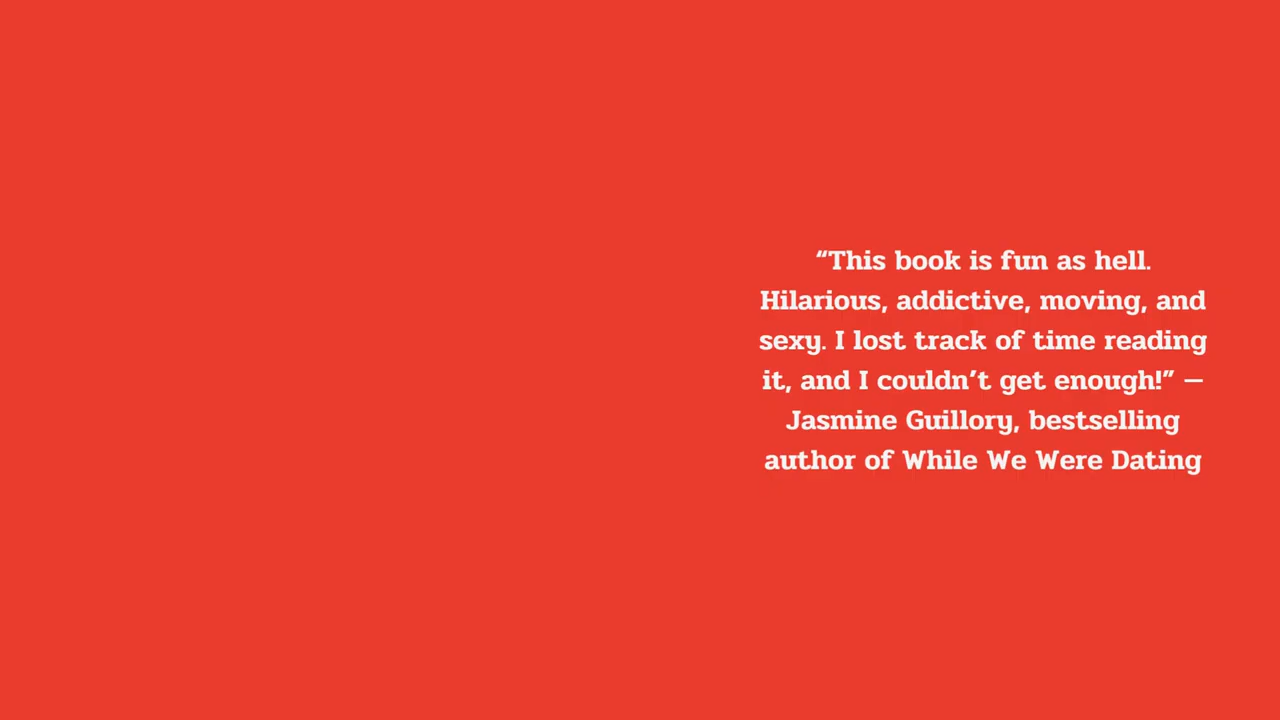 “This book is fun as hell.
Hilarious, addictive, moving, and
sexy. I lost track of time reading
it, and I couldn’t get enough!” —
Jasmine Guillory, bestselling
author of While We Were Dating